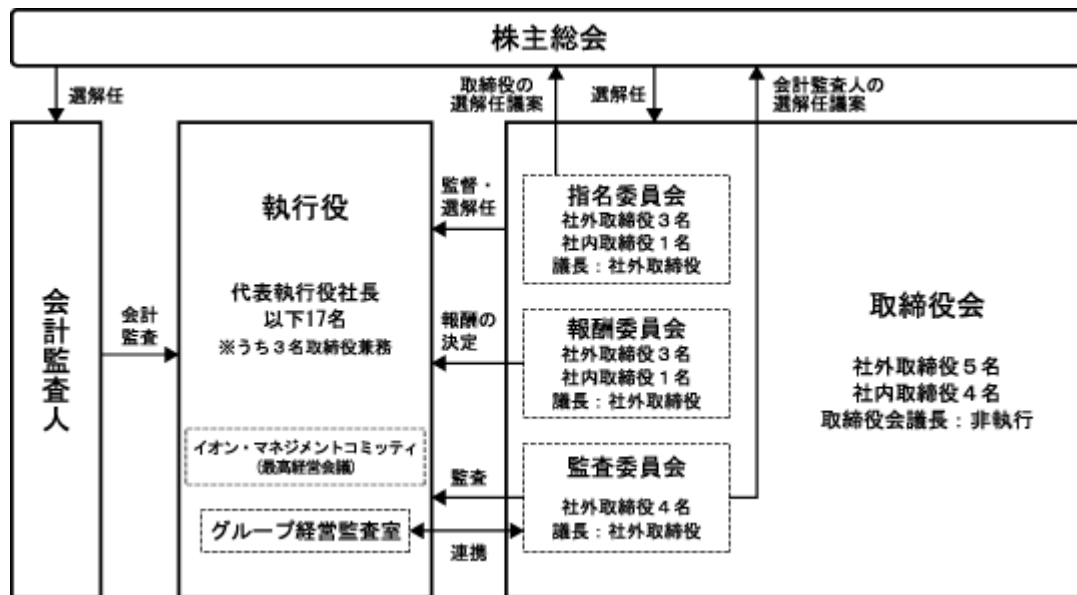 株主総会
選解任
取締役の
選解任議案
選解任
会計監査人の
選解任議案
会計監査人
会計
監査
執行役
代表執行役社長
以下17名
※うち3名取締役兼務
イオン・マネジメントコミッティ
(最高経営会議)
グループ経営監査室
監督・
選解任
報酬の
決定
監査
連携
指名委員会
社外取締役3名
社内取締役1名
議長:社外取締役
報酬委員会
社外取締役3名
社内取締役1名
議長:社外取締役
監査委員会
社外取締役4名
議長:社外取締役
取締役会
社外取締役5名
社内取締役4名
取締役会議長:非執行